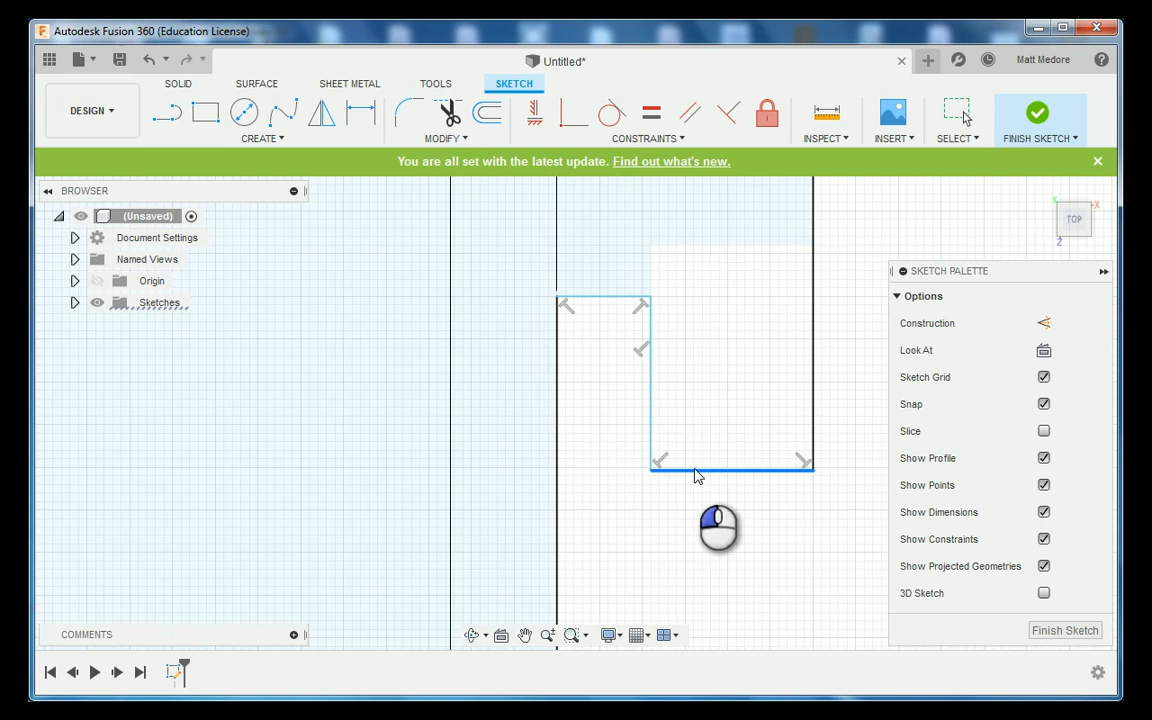 Autodesk Fusion 360 (Education License)
Untitled*
Matt Medore
SOLID SURFACE SHEET METAL TOOLS SKETCH
DESIGN ▾
CREATE ▾ MODIFY ▾ CONSTRAINTS ▾ INSPECT ▾ INSERT ▾ SELECT ▾ FINISH SKETCH ▾
You are all set with the latest update. Find out what's new.
BROWSER
(Unsaved)
Document Settings
Named Views
Origin
Sketches
Y
X
TOP
Z
SKETCH PALETTE
Options
Construction
Look At
Sketch Grid
Snap
Slice
Show Profile
Show Points
Show Dimensions
Show Constraints
Show Projected Geometries
3D Sketch
Finish Sketch
COMMENTS